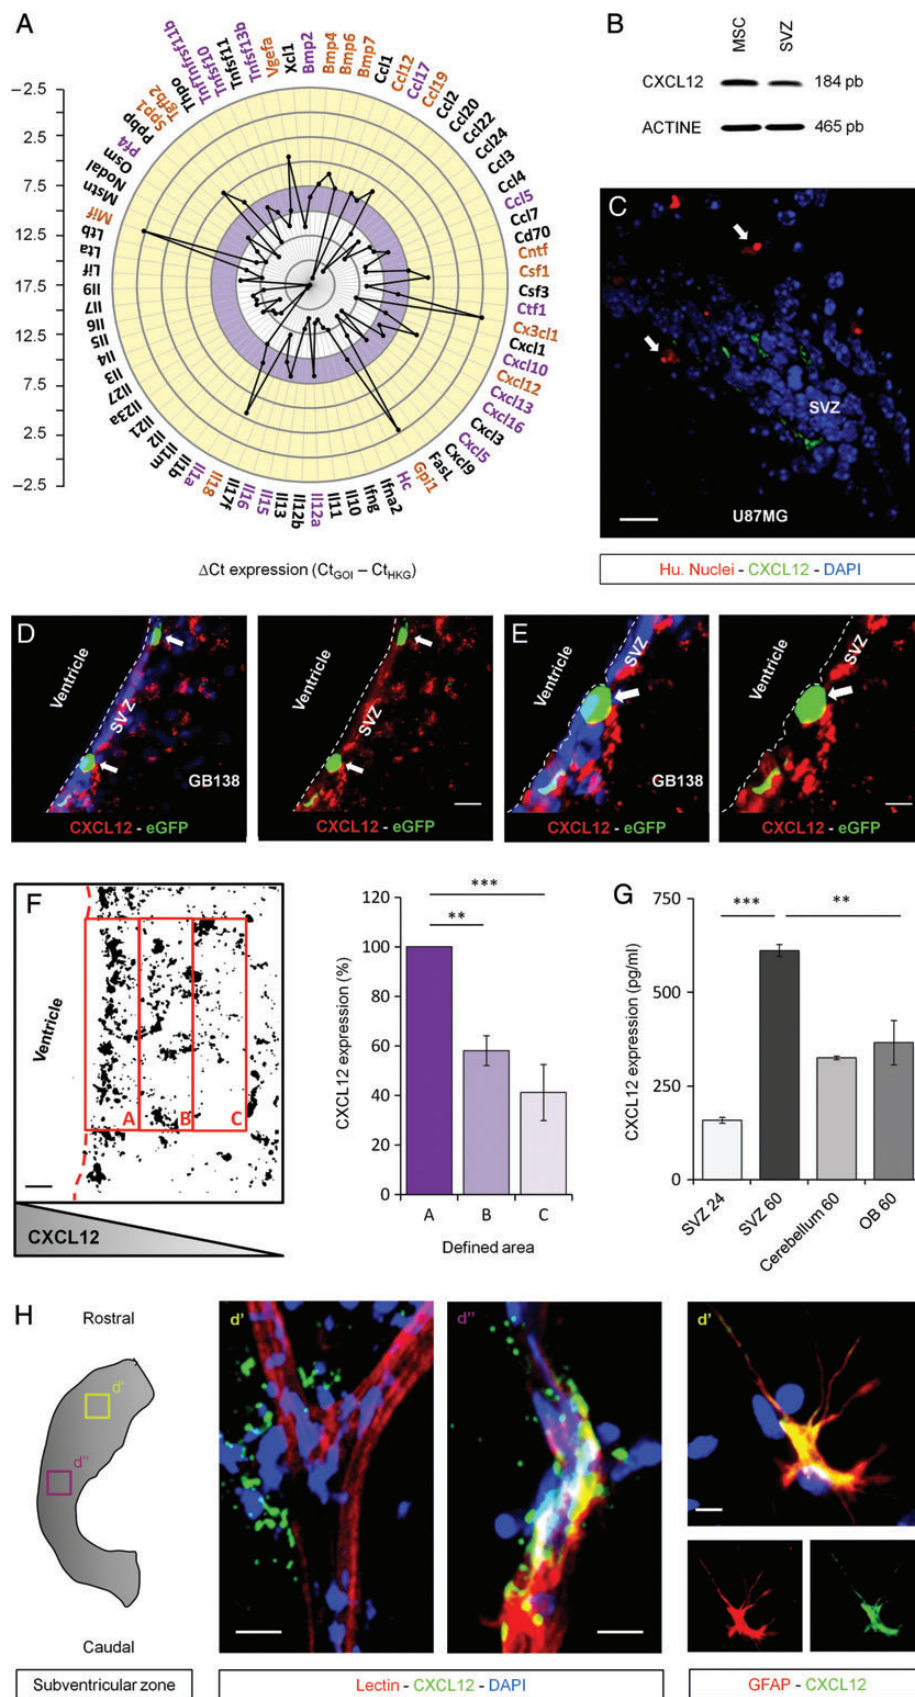 A
Bmp2
Bmp4
Bmp6
Bmp7
Ccl1
Ccl12
Ccl17
Ccl19
Ccl2
Ccl20
Ccl22
Ccl24
Ccl3
Ccl4
Ccl5
Ccl7
Cd70
Cntf
Csf1
Csf3
Ctf1
Cx3cl1
Cxcl1
Cxcl10
Cxcl12
Cxcl13
Cxcl16
Cxcl3
Cxcl5
Cxcl9
FasL
Gpi1
Hc
Ifna2
Ifng
Il10
Il11
Il12a
Il12b
Il13
Il15
Il16
Il17f
Il18
Il1a
Il1b
Il1rn
Il2
Il21
Il23a
Il27
Il3
Il4
Il5
Il6
Il7
Il9
Lif
Lta
Ltb
Mif
Mstn
Nodal
Osm
Pf4
Ppbp
Spp1
Tgfb2
Thpo
Tnfrsf11b
Tnfsf10
Tnfsf11
Tnfsf13b
Vgefa
Xcl1
−2.5
2.5
7.5
12.5
17.5
12.5
7.5
2.5
−2.5
ΔCt expression (CtGOI – CtHKG)
B
MSC
SVZ
CXCL12
184 pb
ACTINE
465 pb
C
SVZ
U87MG
Hu. Nuclei - CXCL12 - DAPI
D
Ventricle
SVZ
GB138
CXCL12 - eGFP
Ventricle
SVZ
CXCL12 - eGFP
E
Ventricle
SVZ
GB138
CXCL12 - eGFP
Ventricle
SVZ
CXCL12 - eGFP
F
Ventricle
A
B
C
CXCL12
CXCL12 expression (%)
120
100
80
60
40
20
0
***
**
A
B
C
Defined area
G
CXCL12 expression (pg/ml)
750
500
250
0
***
**
SVZ 24
SVZ 60
Cerebellum 60
OB 60
H
Rostral
d'
d''
Caudal
Subventricular zone
d'
d''
Lectin - CXCL12 - DAPI
d'
GFAP - CXCL12